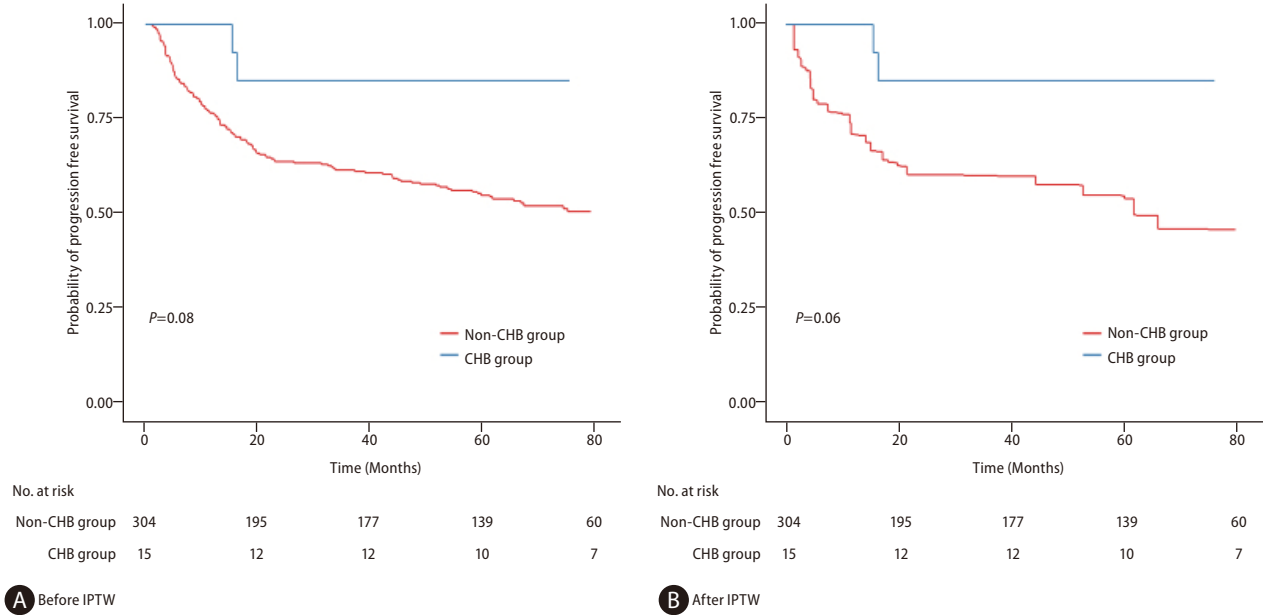 Probability of progression free survival
1.00
0.75
0.50
0.25
0.00
P=0.08
Non-CHB group
CHB group
0 20 40 60 80
Time (Months)
No. at risk
Non-CHB group 304 195 177 139 60
CHB group 15 12 12 10 7
A Before IPTW
Probability of progression free survival
1.00
0.75
0.50
0.25
0.00
P=0.06
Non-CHB group
CHB group
0 20 40 60 80
Time (Months)
No. at risk
Non-CHB group 304 195 177 139 60
CHB group 15 12 12 10 7
B After IPTW